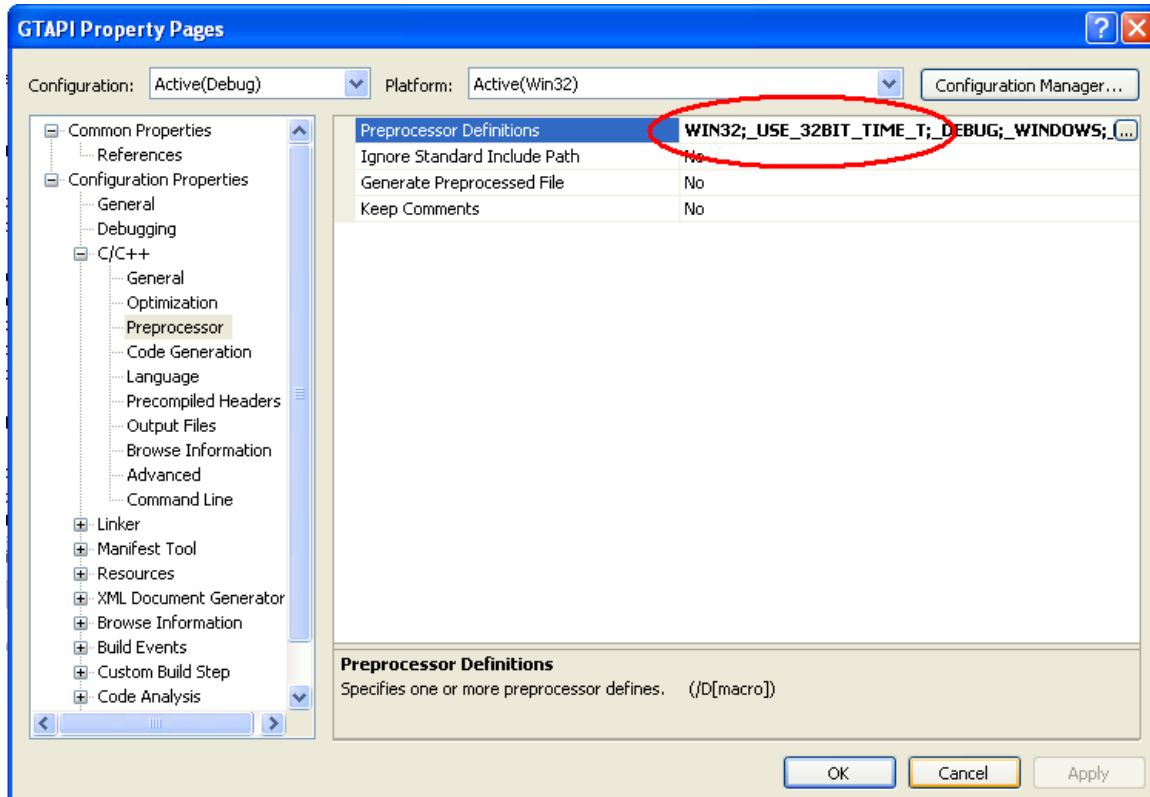 GTAPI Property Pages
Configuration: Active(Debug) Platform: Active(Win32) Configuration Manager...
Common Properties
References
Configuration Properties
General
Debugging
C/C++
General
Optimization
Preprocessor
Code Generation
Language
Precompiled Headers
Output Files
Browse Information
Advanced
Command Line
Linker
Manifest Tool
Resources
XML Document Generator
Browse Information
Build Events
Custom Build Step
Code Analysis
Preprocessor Definitions WIN32;_USE_32BIT_TIME_T;_DEBUG;_WINDOWS;_ ...
Ignore Standard Include Path No
Generate Preprocessed File No
Keep Comments No
Preprocessor Definitions
Specifies one or more preprocessor defines. (/D[macro])
OK Cancel Apply